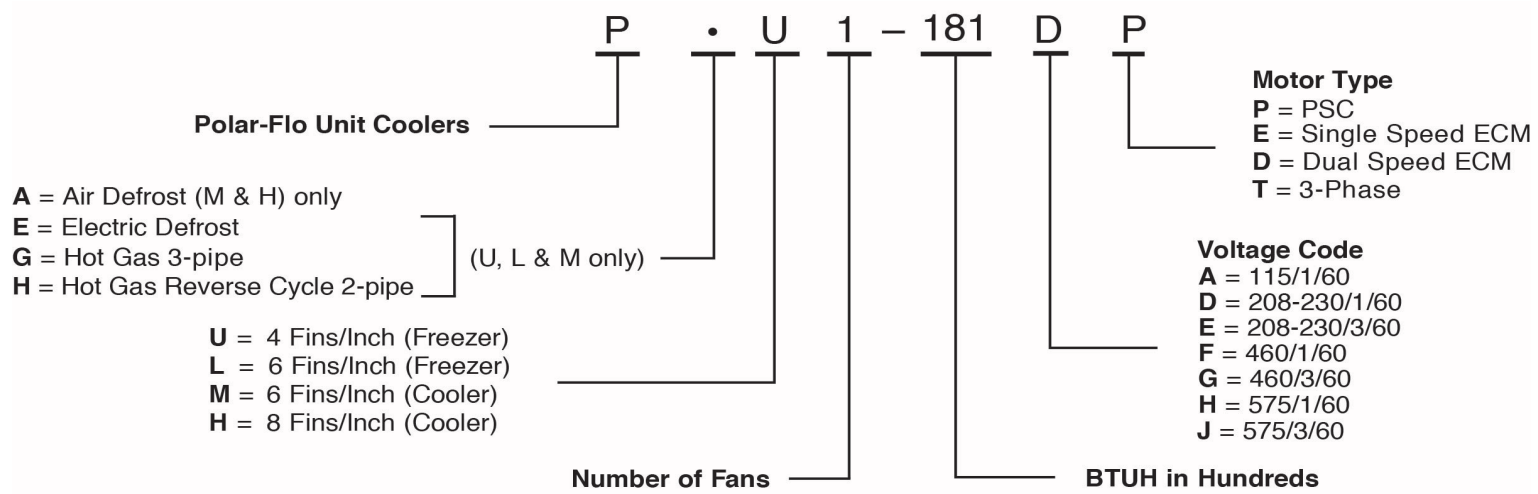 P • U 1 – 181 D P
Polar-Flo Unit Coolers
A = Air Defrost (M & H) only
E = Electric Defrost
G = Hot Gas 3-pipe
H = Hot Gas Reverse Cycle 2-pipe
(U, L & M only)
U = 4 Fins/Inch (Freezer)
L = 6 Fins/Inch (Freezer)
M = 6 Fins/Inch (Cooler)
H = 8 Fins/Inch (Cooler)
Number of Fans
Motor Type
P = PSC
E = Single Speed ECM
D = Dual Speed ECM
T = 3-Phase
Voltage Code
A = 115/1/60
D = 208-230/1/60
E = 208-230/3/60
F = 460/1/60
G = 460/3/60
H = 575/1/60
J = 575/3/60
BTUH in Hundreds